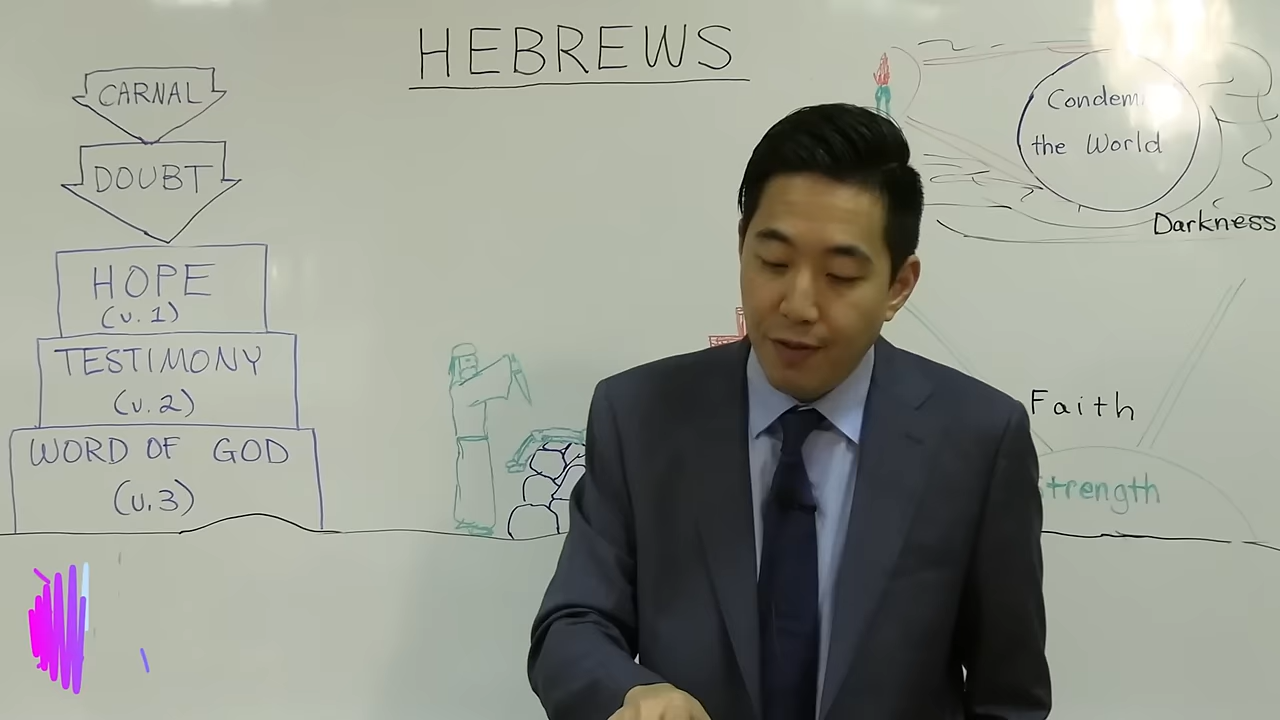 HEBREWS
CARNAL
DOUBT
HOPE
(v.1)
TESTIMONY
(v.2)
WORD OF GOD
(v.3)
the World
Darkness
Faith